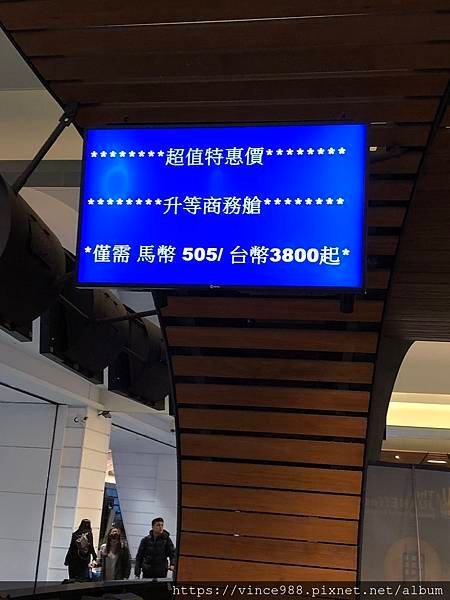 ********超值特惠價********
********升等商務艙********
*僅需 馬幣 505/ 台幣3800起*
https://vince988.pixnet.net/album